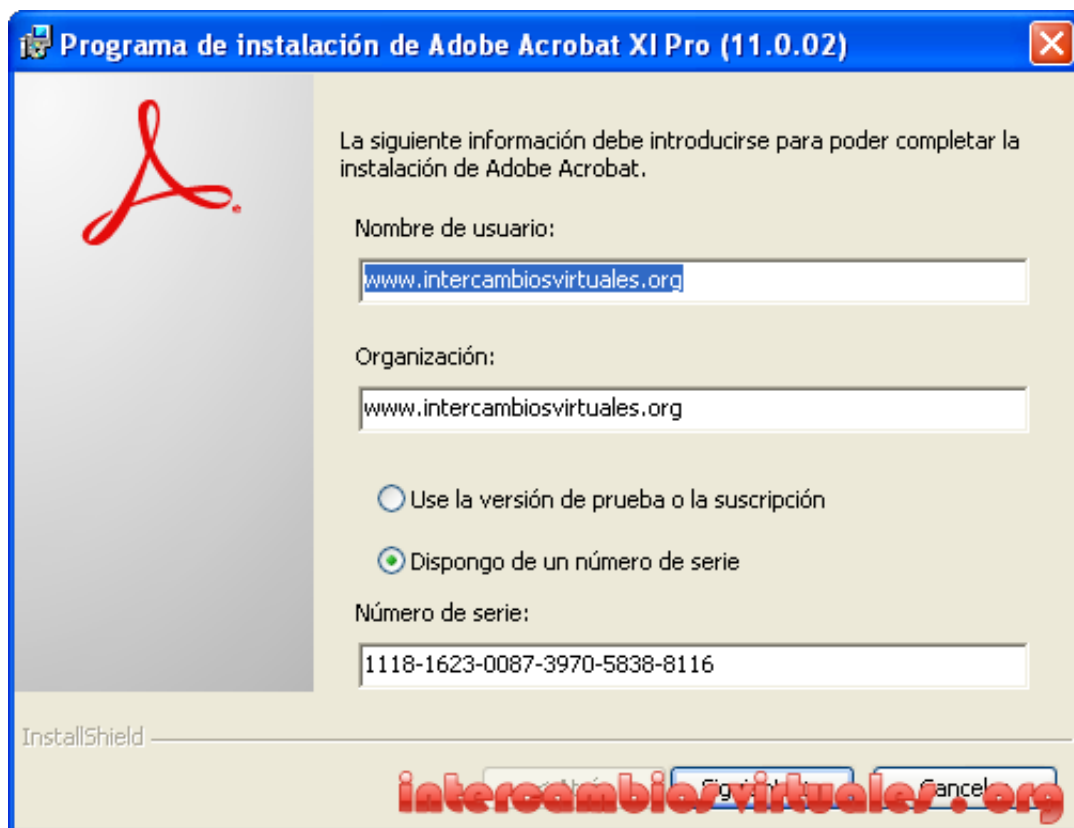 Programa de instalación de Adobe Acrobat XI Pro (11.0.02)
La siguiente información debe introducirse para poder completar la
instalación de Adobe Acrobat.
Nombre de usuario:
www.intercambiosvirtuales.org
Organización:
www.intercambiosvirtuales.org
Use la versión de prueba o la suscripción
Dispongo de un número de serie
Número de serie:
1118-1623-0087-3970-5838-8116
InstallShield
intercambiosvirtuales.org